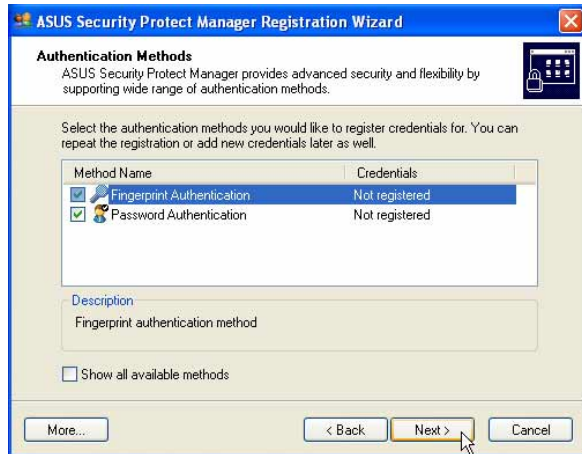 ASUS Security Protect Manager Registration Wizard
Authentication Methods
ASUS Security Protect Manager provides advanced security and flexibility by
supporting wide range of authentication methods.
Select the authentication methods you would like to register credentials for. You can
repeat the registration or add new credentials later as well.
Method Name Credentials
Fingerprint Authentication Not registered
Password Authentication Not registered
Description
Fingerprint authentication method
Show all available methods
More... < Back Next > Cancel